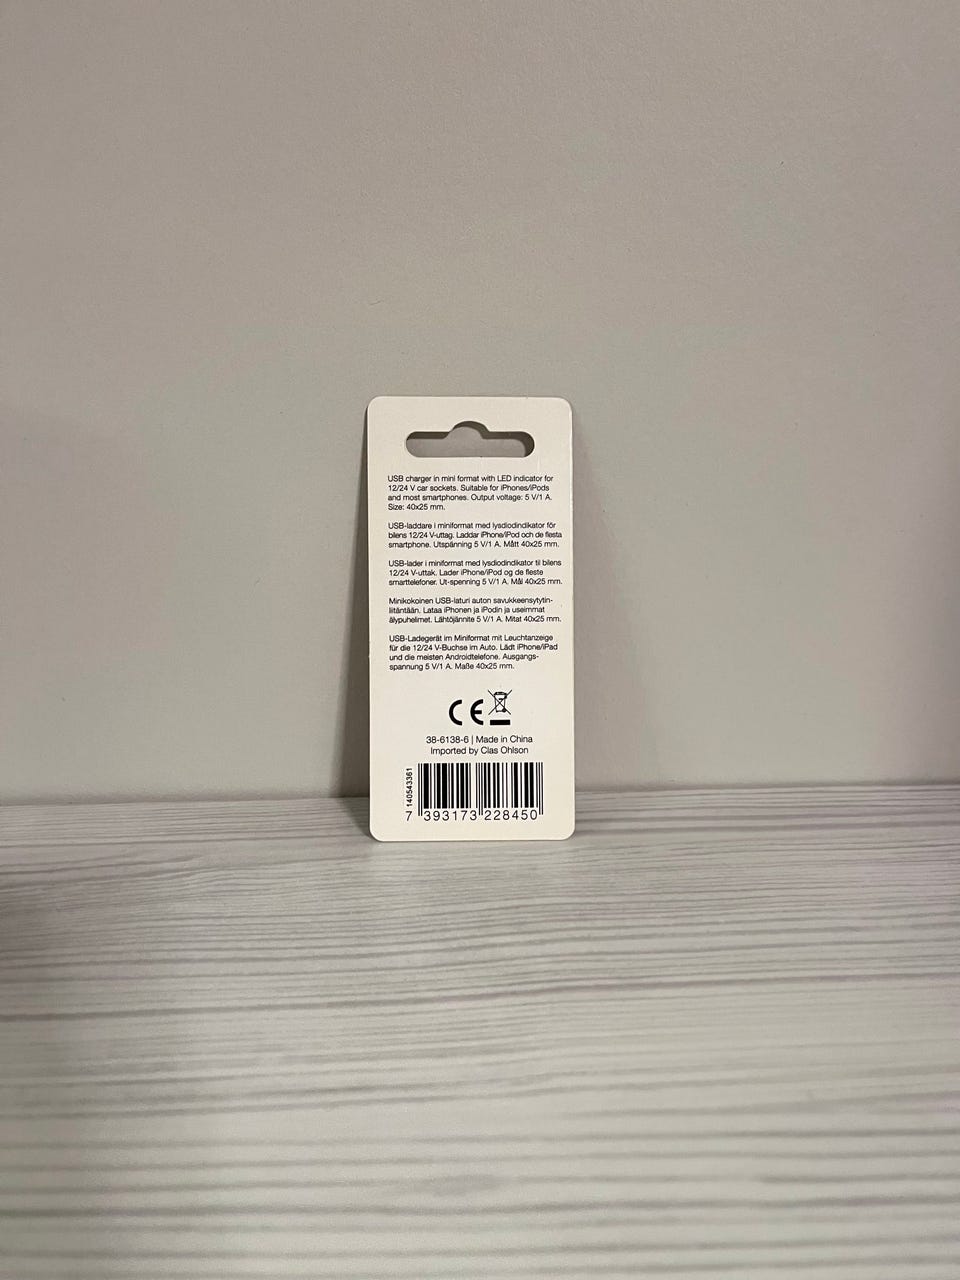 USB charger in mini format with LED indicator for
12/24 V car sockets. Suitable for iPhones/iPods
and most smartphones. Output voltage: 5 V/1 A.
Size: 40x25 mm.
USB-laddare i miniformat med lysdiodindikator för
bilens 12/24 V-uttag. Laddar iPhone/iPod och de flesta
smartphone. Utspänning 5 V/1 A. Mått 40x25 mm.
USB-lader i miniformat med lysdiodindikator til bilens
12/24 V-uttak. Lader iPhone/iPod og de fleste
smarttelefoner. Ut-spenning 5 V/1 A. Mål 40x25 mm.
Minikokoinen USB-laturi auton savukkeensytytin-
liitäntään. Lataa iPhonen ja iPodin ja useimmat
älypuhelimet. Lähtöjännite 5 V/1 A. Mitat 40x25 mm.
USB-Ladegerät im Miniformat mit Leuchtanzeige
für die 12/24 V-Buchse im Auto. Lädt iPhone/iPad
und die meisten Androidtelefone. Ausgangs-
spannung 5 V/1 A. Maße 40x25 mm.
CE
38-6138-6 | Made in China
Imported by Clas Ohlson
140543361
7 393173 228450